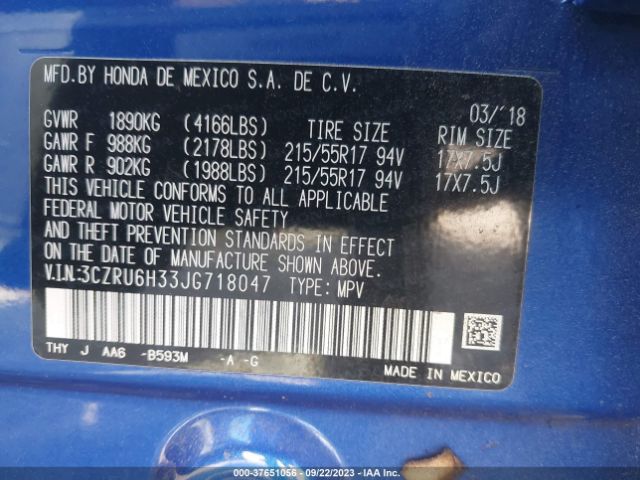 MFD.BY HONDA DE MEXICO S.A. DE C.V.
03/´18
GVWR 1890KG (4166LBS) TIRE SIZE RIM SIZE
GAWR F 988KG (2178LBS) 215/55R17 94V 17X7.5J
GAWR R 902KG (1988LBS) 215/55R17 94V 17X7.5J
THIS VEHICLE CONFORMS TO ALL APPLICABLE
FEDERAL MOTOR VEHICLE SAFETY
AND THEFT PREVENTION STANDARDS IN EFFECT
ON THE DATE OF MANUFACTURE SHOWN ABOVE.
V.I.N:3CZRU6H33JG718047 TYPE: MPV
THY J AA6 -B593M -A -G
MADE IN MEXICO
000-37651056 - 09/22/2023 - IAA Inc.